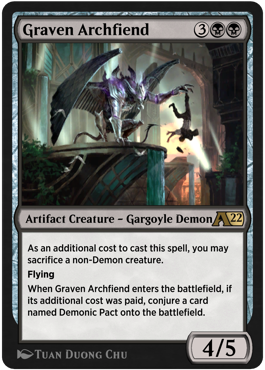 Graven Archfiend 3
Artifact Creature – Gargoyle Demon A22
As an additional cost to cast this spell, you may
sacrifice a non-Demon creature.
Flying
When Graven Archfiend enters the battlefield, if
its additional cost was paid, conjure a card
named Demonic Pact onto the battlefield.
Tuan Duong Chu
4/5